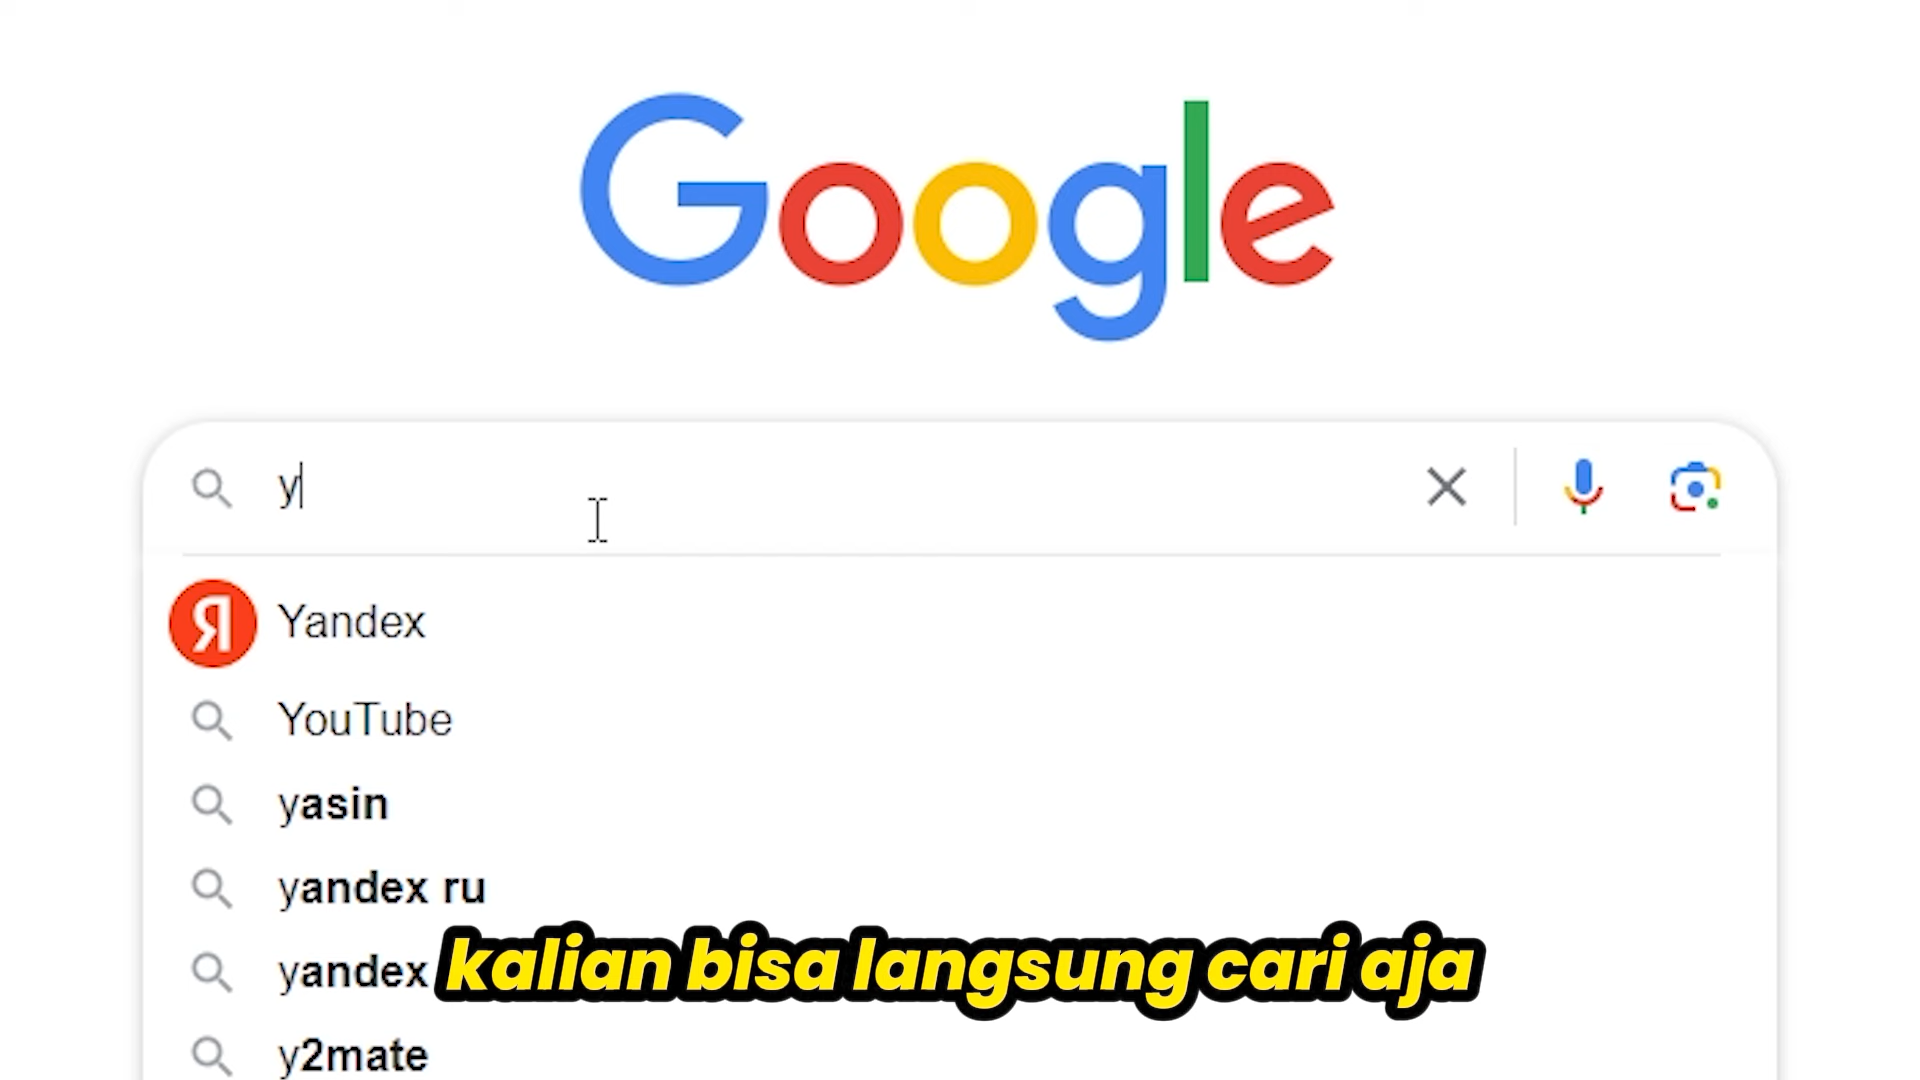 Google
y
Я Yandex
YouTube
yasin
yandex ru
yandex
kalian bisa langsung cari aja
y2mate